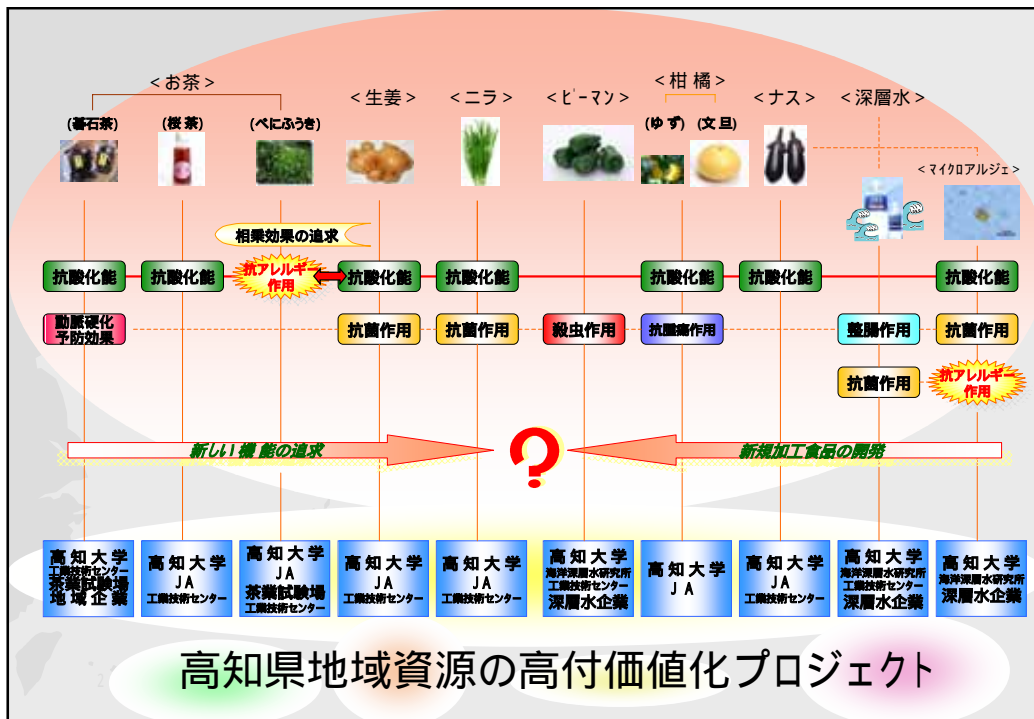 ＜お茶＞
＜生姜＞
＜ニラ＞
＜ﾋﾟｰﾏﾝ＞
＜柑 橘＞
＜ナス＞
＜深層水＞
(碁石茶)
(桜 茶)
(べにふうき)
(ゆ ず)
(文 旦)
＜ﾏｲｸﾛｱﾙｼﾞｪ＞
相乗効果の追求
抗酸化能
抗酸化能
抗アレルギー
作用
抗酸化能
抗酸化能
抗酸化能
抗酸化能
抗酸化能
動脈硬化
予防効果
抗菌作用
抗菌作用
殺虫作用
抗腫瘍作用
整腸作用
抗菌作用
抗菌作用
抗アレルギー
作用
新しい機 能の追求
?
新規加工食品の開発
高 知 大 学
工業技術センター
茶業試験場
地 域 企 業
高 知 大 学
JA
工業技術センター
高 知 大 学
JA
茶業試験場
工業技術センター
高 知 大 学
JA
工業技術センター
高 知 大 学
JA
工業技術センター
高 知 大 学
海洋深層水研究所
工業技術センター
深層水企業
高 知 大 学
J A
高 知 大 学
JA
工業技術センター
高 知 大 学
海洋深層水研究所
工業技術センター
深層水企業
高 知 大 学
海洋深層水研究所
深層水企業
高知県地域資源の高付価値化プロジェクト
2